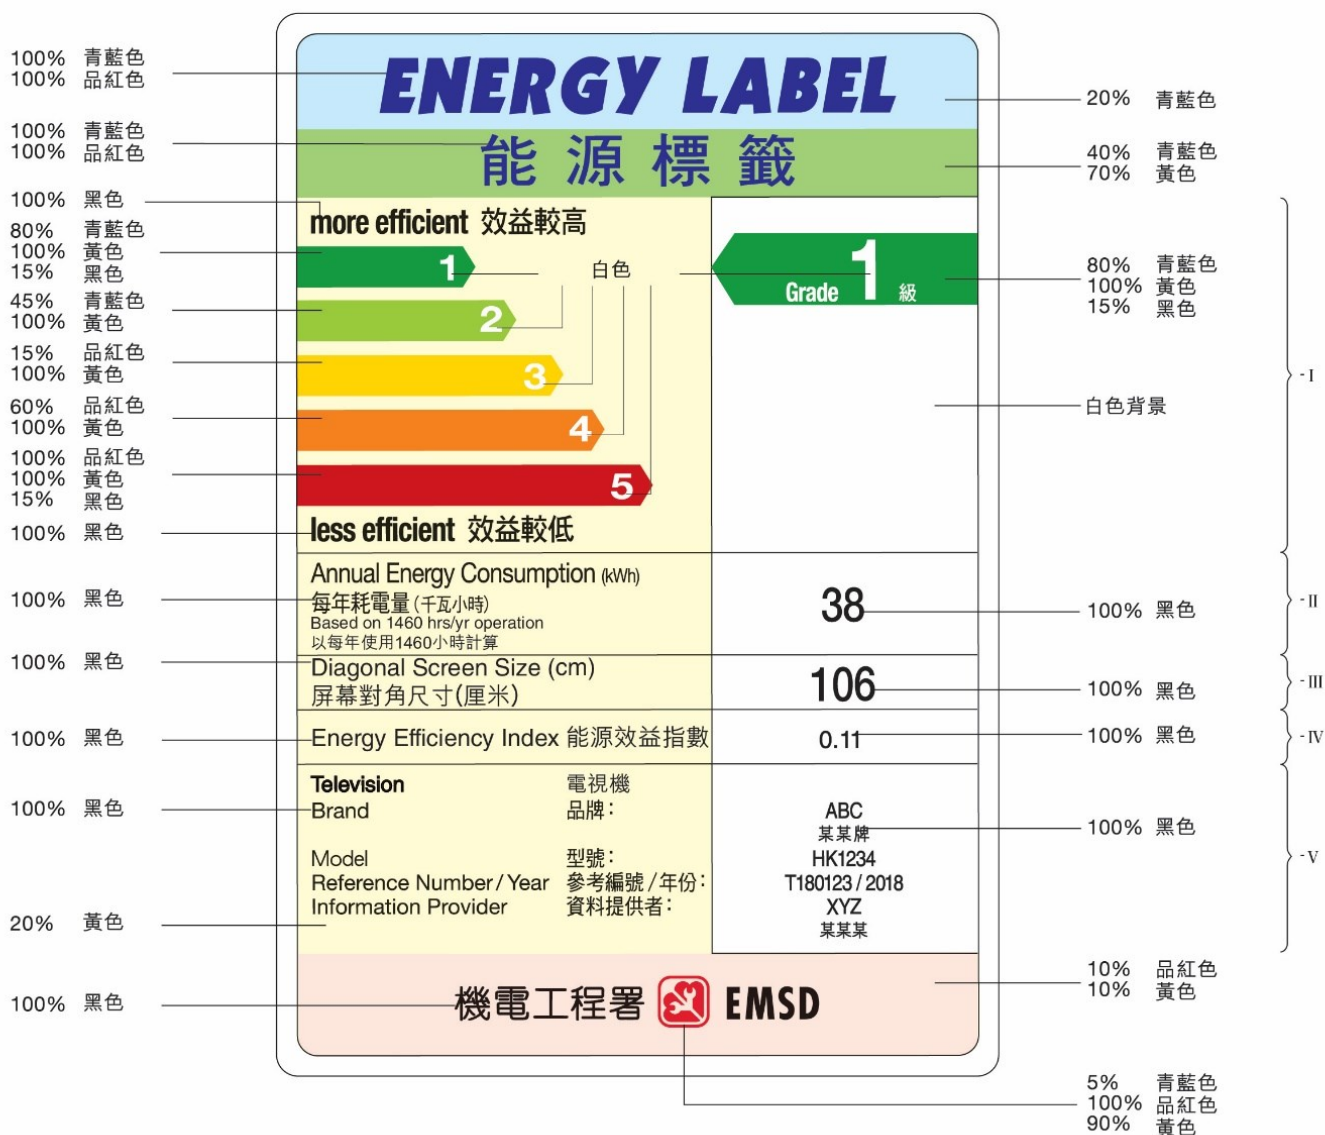 ENERGY LABEL
能源標籤
more efficient 效益較高
1
2
3
4
5
白色
less efficient 效益較低
1
Grade 級
Annual Energy Consumption (kWh)
每年耗電量 (千瓦小時)
Based on 1460 hrs/yr operation
以每年使用1460小時計算
38
Diagonal Screen Size (cm)
屏幕對角尺寸(厘米)
106
Energy Efficiency Index 能源效益指數
0.11
Television 電視機
Brand 品牌: ABC
某某牌
Model 型號: HK1234
Reference Number / Year 參考編號 / 年份: T180123 / 2018
Information Provider 資料提供者: XYZ
某某某
機電工程署 EMSD
100% 青藍色
100% 品紅色
100% 青藍色
100% 品紅色
100% 黑色
80% 青藍色
100% 黃色
15% 黑色
45% 青藍色
100% 黃色
15% 品紅色
100% 黃色
60% 品紅色
100% 黃色
100% 品紅色
100% 黃色
15% 黑色
100% 黑色
100% 黑色
100% 黑色
100% 黑色
100% 黑色
20% 黃色
100% 黑色
20% 青藍色
40% 青藍色
70% 黃色
80% 青藍色
100% 黃色
15% 黑色
白色背景
100% 黑色
100% 黑色
100% 黑色
100% 黑色
10% 品紅色
10% 黃色
5% 青藍色
100% 品紅色
90% 黃色
-I
-II
-III
-IV
-V